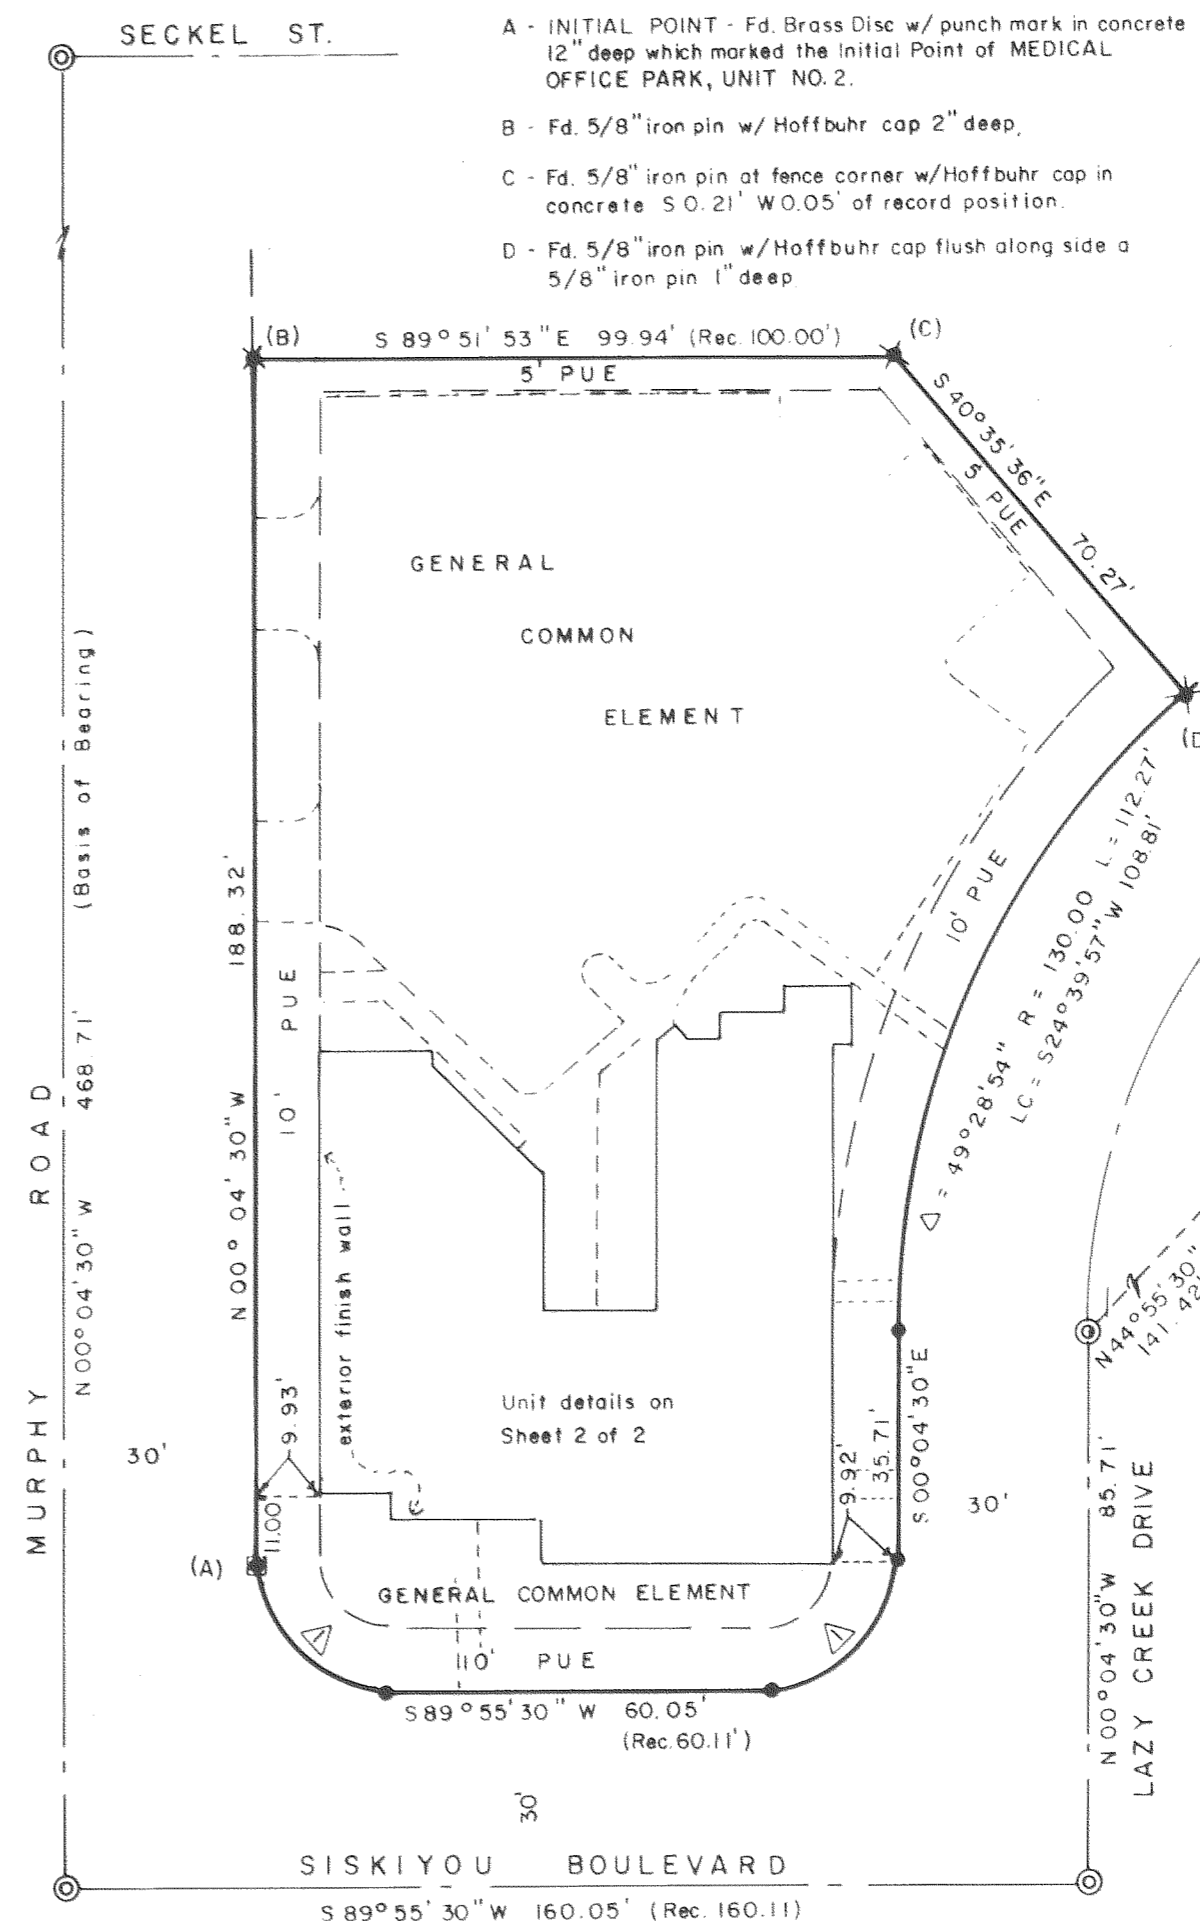 SECKEL ST.
A - INITIAL POINT - Fd. Brass Disc w/ punch mark in concrete
12" deep which marked the Initial Point of MEDICAL
OFFICE PARK, UNIT NO. 2.
B - Fd. 5/8" iron pin w/ Hoffbuhr cap 2" deep.
C - Fd. 5/8" iron pin at fence corner w/Hoffbuhr cap in
concrete S 0.21' W 0.05' of record position.
D - Fd. 5/8" iron pin w/Hoffbuhr cap flush along side a
5/8" iron pin 1" deep.
(B)
S 89° 51' 53" E 99.94' (Rec. 100.00')
(C)
5' PUE
S 40° 35' 36" E 70.27'
5' PUE
GENERAL
COMMON
ELEMENT
(D
MURPHY ROAD
N 00° 04' 30" W 468.71' (Basis of Bearing)
N 00° 04' 30" W 188.32'
10' PUE
10' PUE
Δ = 49° 28' 54" R = 130.00 L = 112.27'
LC = S24° 39' 57" W 108.81'
exterior finish wall
Unit details on
Sheet 2 of 2
N 44° 55' 30"
141.42'
30'
9.93'
11.00
9.92'
35.71'
S 00° 04' 30" E
30'
N 00° 04' 30" W 85.71'
LAZY CREEK DRIVE
(A)
GENERAL COMMON ELEMENT
1
1
10' PUE
S 89° 55' 30" W 60.05'
(Rec. 60.11')
30'
SISKIYOU BOULEVARD
S 89° 55' 30" W 160.05' (Rec. 160.11)